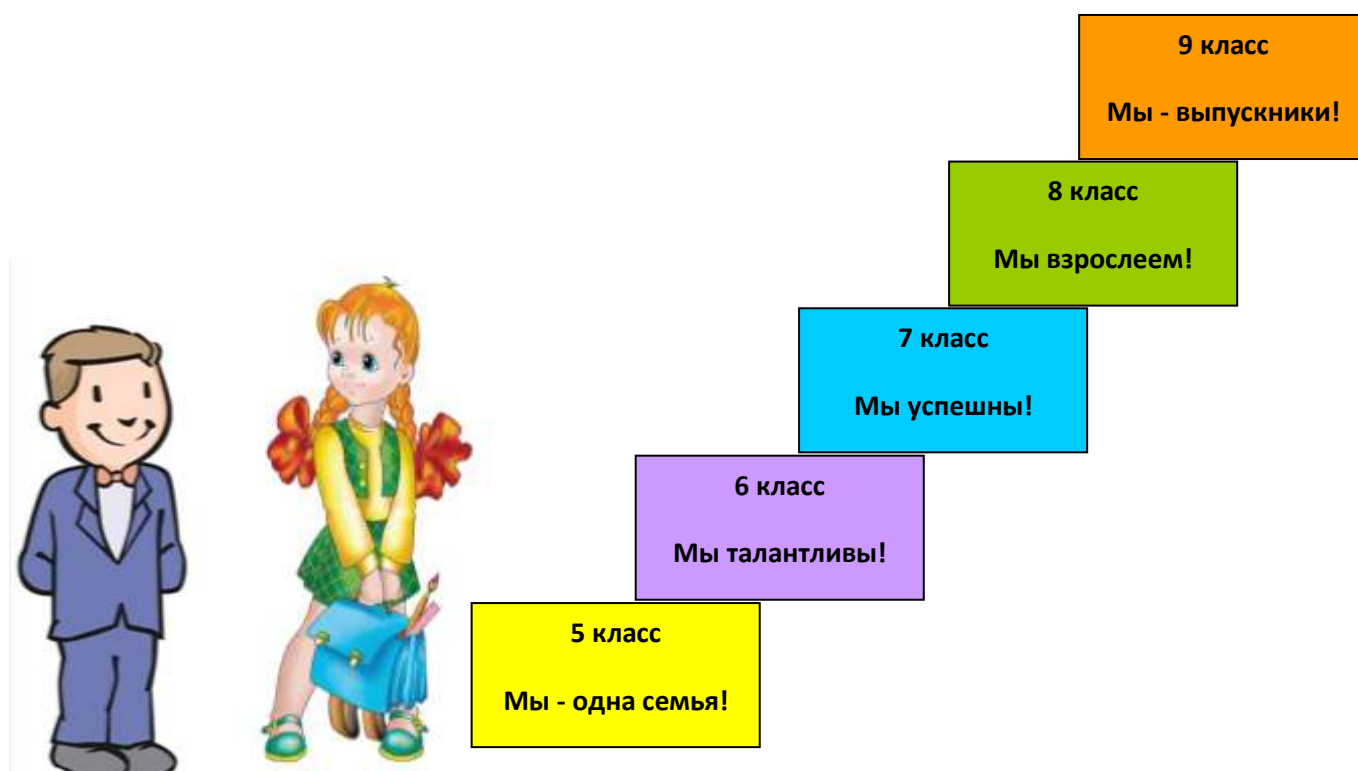 9 класс
Мы - выпускники!
8 класс
Мы взрослеем!
7 класс
Мы успешны!
6 класс
Мы талантливы!
5 класс
Мы - одна семья!